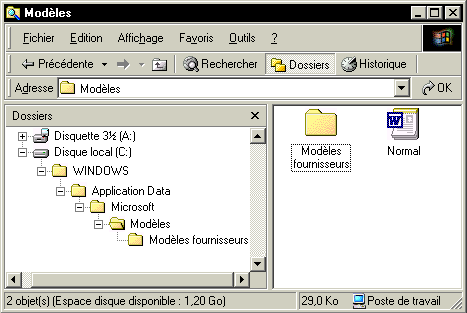 Modèles
Fichier Edition Affichage Favoris Outils ?
Précédente Rechercher Dossiers Historique
Adresse Modèles OK
Dossiers
Disquette 3½ (A:)
Disque local (C:)
WINDOWS
Application Data
Microsoft
Modèles
Modèles fournisseurs
Modèles
fournisseurs
Normal
2 objet(s) (Espace disque disponible : 1,20 Go) 29,0 Ko Poste de travail